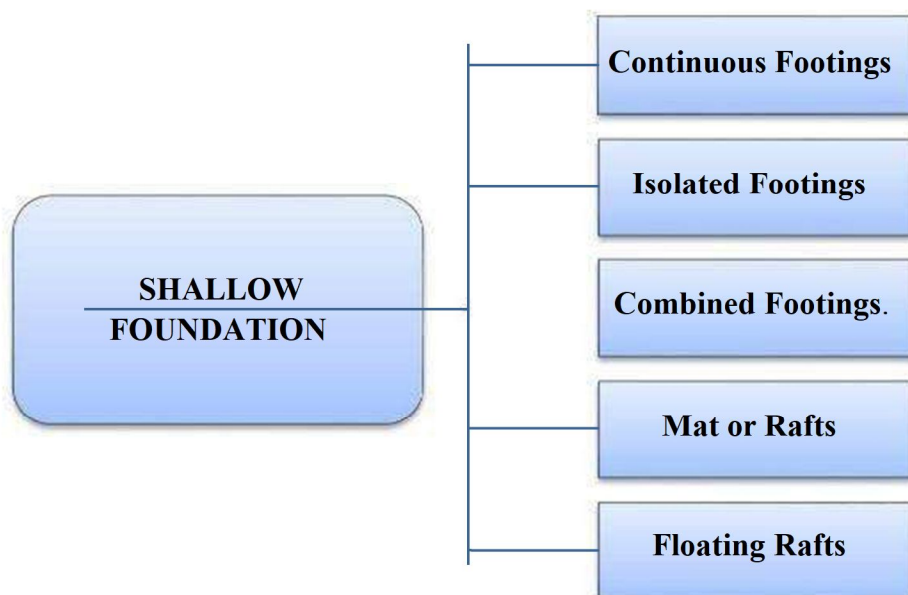 SHALLOW
FOUNDATION
Continuous Footings
Isolated Footings
Combined Footings.
Mat or Rafts
Floating Rafts